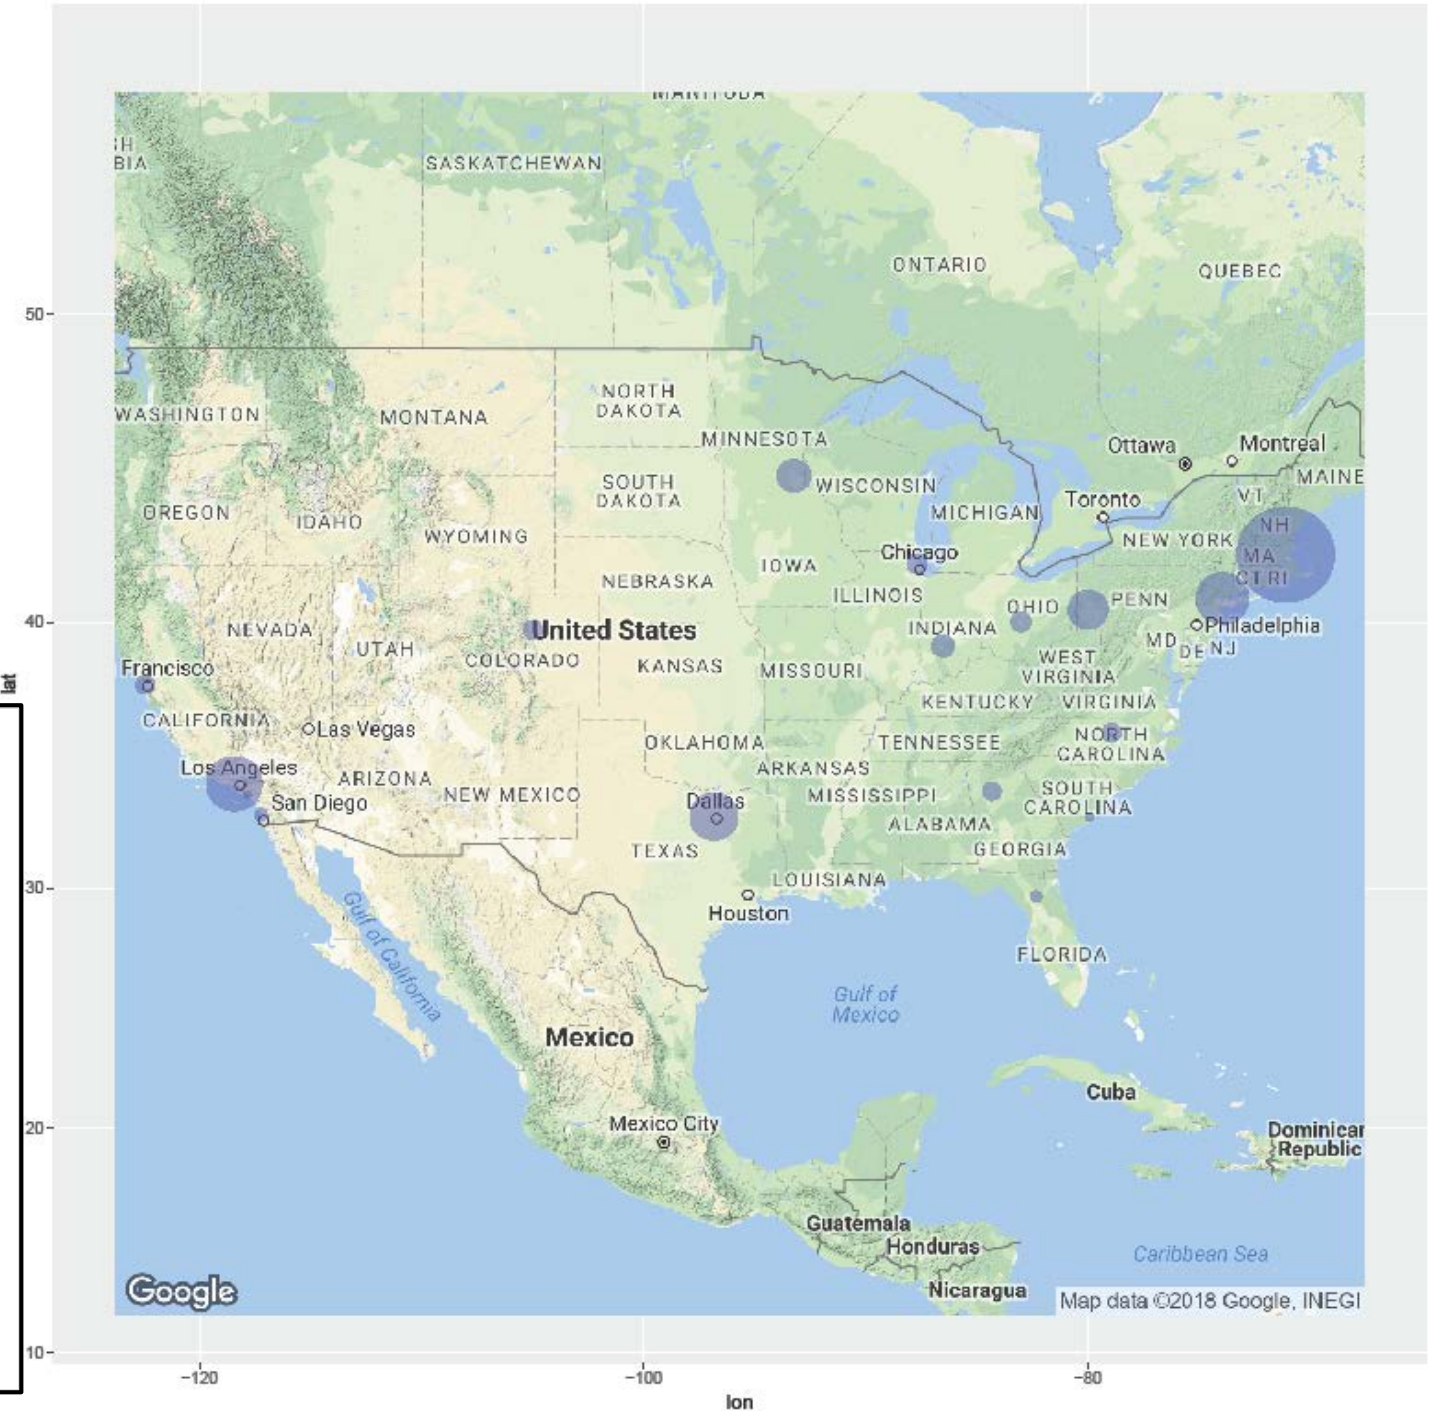 MANITOBA
SH
BIA
SASKATCHEWAN
ONTARIO
QUEBEC
50
WASHINGTON
MONTANA
NORTH
DAKOTA
MINNESOTA
Ottawa
Montreal
MAINE
SOUTH
DAKOTA
WISCONSIN
VT
OREGON
IDAHO
WYOMING
MICHIGAN
Toronto
NH
NEW YORK
Chicago
IOWA
MA
CT RI
NEBRASKA
ILLINOIS
OHIO
PENN
40
NEVADA
United States
INDIANA
Philadelphia
UTAH
COLORADO
KANSAS
MISSOURI
WEST
VIRGINIA
MD
DE
NJ
Francisco
lat
KENTUCKY
VIRGINIA
CALIFORNIA
Las Vegas
OKLAHOMA
TENNESSEE
NORTH
CAROLINA
Los Angeles
ARIZONA
NEW MEXICO
ARKANSAS
San Diego
Dallas
MISSISSIPPI
SOUTH
CAROLINA
ALABAMA
TEXAS
GEORGIA
30
LOUISIANA
Houston
Gulf of California
FLORIDA
Gulf of
Mexico
Mexico
Cuba
20
Mexico City
Dominican
Republic
Guatemala
Honduras
Caribbean Sea
Nicaragua
Google
Map data ©2018 Google, INEGI
10
−120
−100
−80
lon